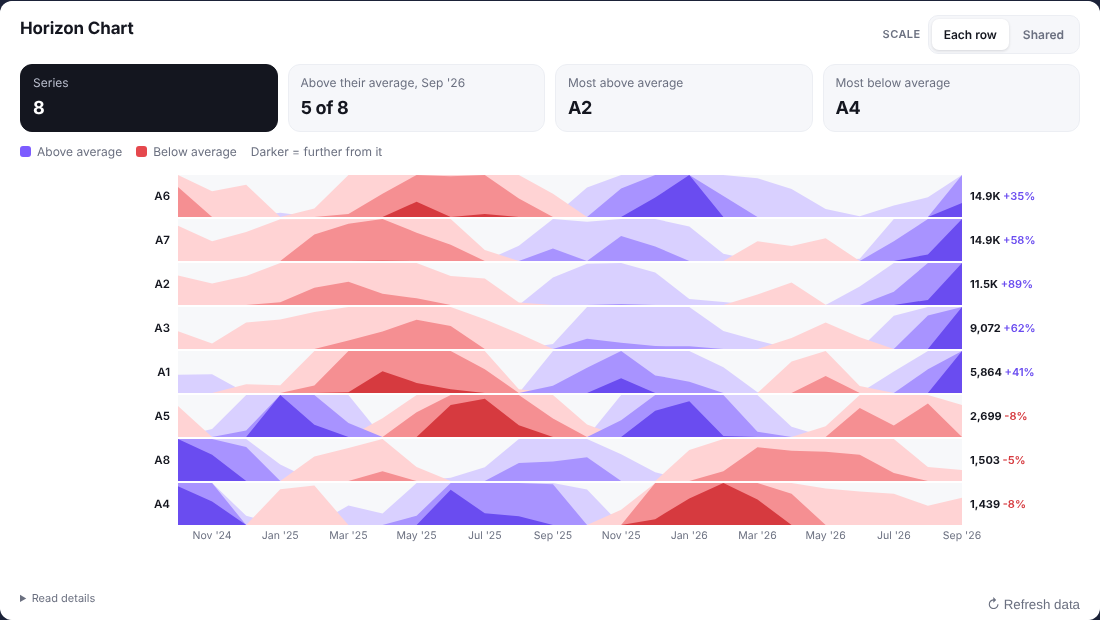 Horizon Chart
SCALE Each row Shared
Series
8
Above their average, Sep '26
5 of 8
Most above average
A2
Most below average
A4
Above average Below average Darker = further from it
A6 14.9K +35%
A7 14.9K +58%
A2 11.5K +89%
A3 9,072 +62%
A1 5,864 +41%
A5 2,699 -8%
A8 1,503 -5%
A4 1,439 -8%
Nov '24 Jan '25 Mar '25 May '25 Jul '25 Sep '25 Nov '25 Jan '26 Mar '26 May '26 Jul '26 Sep '26
Read details
Refresh data